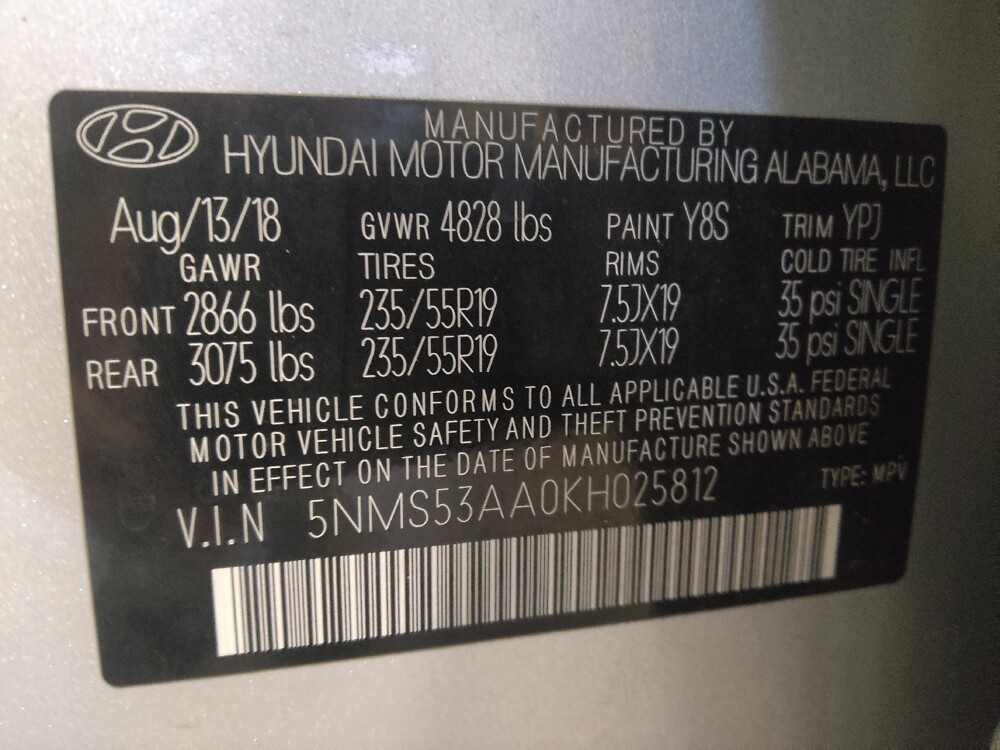 MANUFACTURED BY
HYUNDAI MOTOR MANUFACTURING ALABAMA, LLC
Aug/13/18 GVWR 4828 lbs PAINT Y8S TRIM YPJ
GAWR TIRES RIMS COLD TIRE INFL
FRONT 2866 lbs 235/55R19 7.5JX19 35 psi SINGLE
REAR 3075 lbs 235/55R19 7.5JX19 35 psi SINGLE
THIS VEHICLE CONFORMS TO ALL APPLICABLE U.S.A. FEDERAL
MOTOR VEHICLE SAFETY AND THEFT PREVENTION STANDARDS
IN EFFECT ON THE DATE OF MANUFACTURE SHOWN ABOVE
V.I.N 5NMS53AA0KH025812 TYPE: MPV